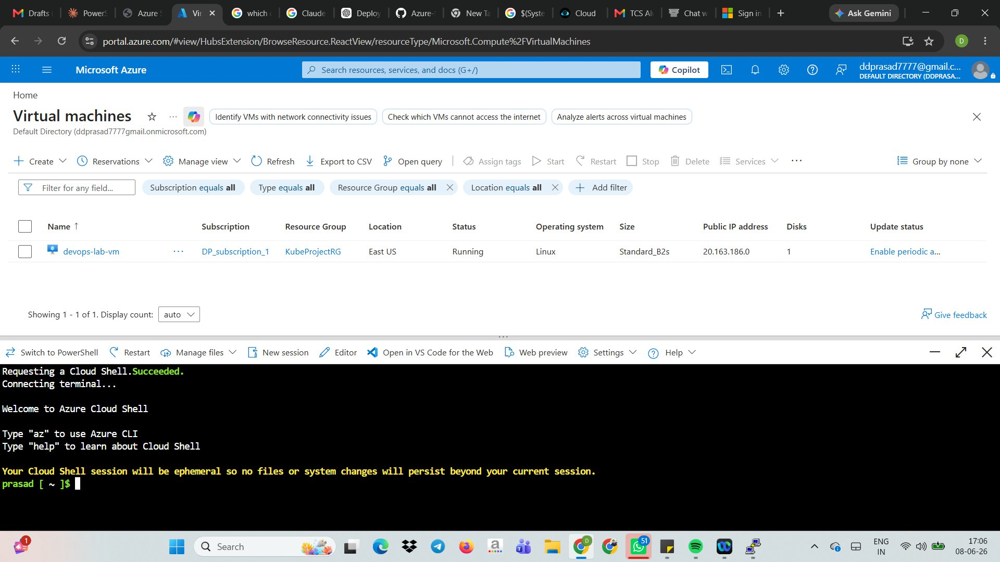 Drafts
PowerS
Azure S
Vir
which c
Claude
Deploy
Azure-
New Ta
$(Syste
Cloud
TCS Al
Chat w
Sign in
Ask Gemini
portal.azure.com/#view/HubsExtension/BrowseResource.ReactView/resourceType/Microsoft.Compute%2FVirtualMachines
D
Microsoft Azure
Search resources, services, and docs (G+/)
Copilot
ddprasad7777@gmail.c...
DEFAULT DIRECTORY (DDPRASA...
Home
Virtual machines
Identify VMs with network connectivity issues
Check which VMs cannot access the internet
Analyze alerts across virtual machines
Default Directory (ddprasad7777gmail.onmicrosoft.com)
Create Reservations Manage view Refresh Export to CSV Open query Assign tags Start Restart Stop Delete Services ... Group by none
Filter for any field... Subscription equals all Type equals all Resource Group equals all Location equals all Add filter
Name ↑ Subscription Resource Group Location Status Operating system Size Public IP address Disks Update status
devops-lab-vm ... DP_subscription_1 KubeProjectRG East US Running Linux Standard_B2s 20.163.186.0 1 Enable periodic a...
Showing 1 - 1 of 1. Display count: auto
Give feedback
Switch to PowerShell Restart Manage files New session Editor Open in VS Code for the Web Web preview Settings Help
Requesting a Cloud Shell.Succeeded.
Connecting terminal...
Welcome to Azure Cloud Shell
Type "az" to use Azure CLI
Type "help" to learn about Cloud Shell
Your Cloud Shell session will be ephemeral so no files or system changes will persist beyond your current session.
prasad [ ~ ]$
1
Search
D
51
ENG
IN
17:06
08-06-26